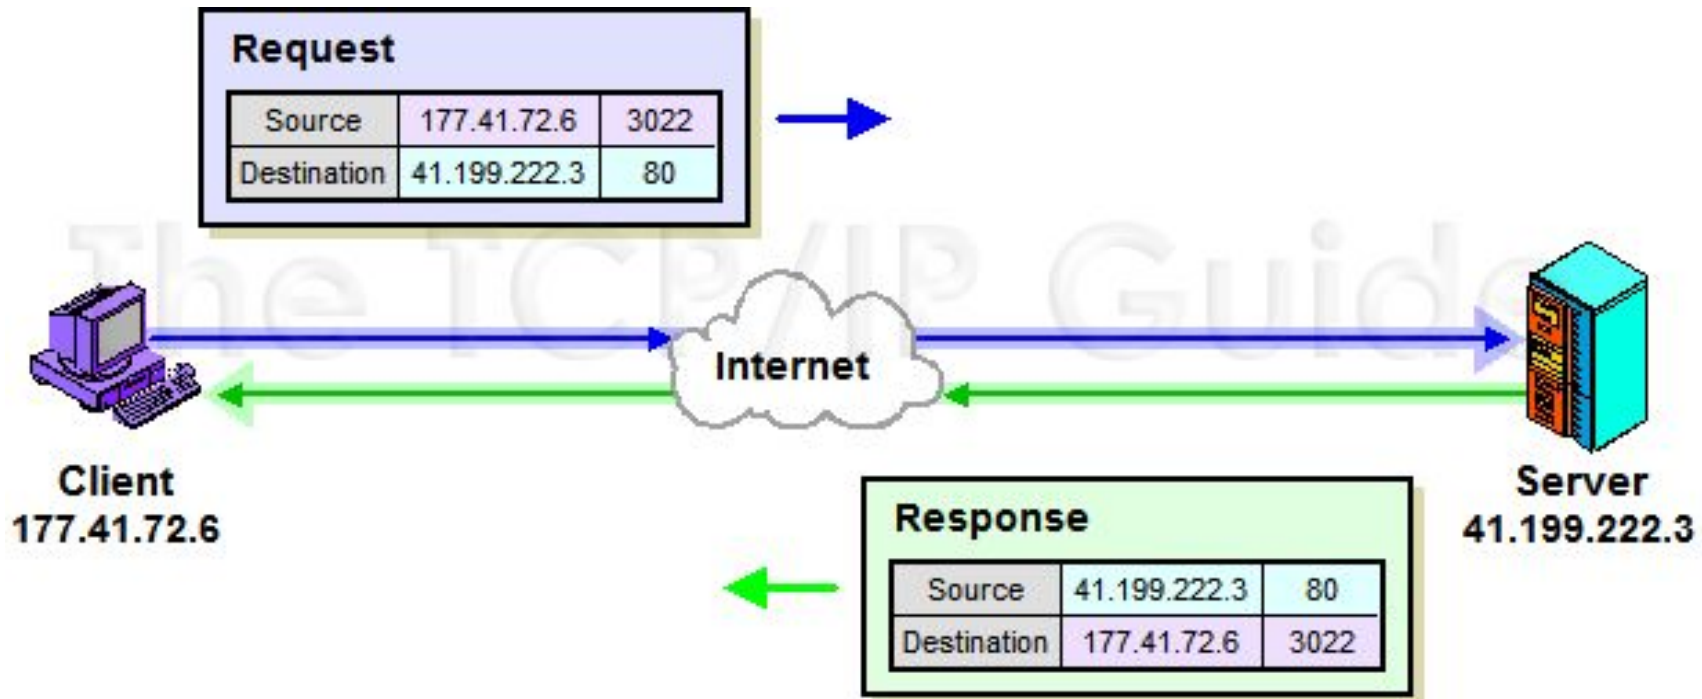 Request
Source 177.41.72.6 3022
Destination 41.199.222.3 80
The TCP/IP Guide
Internet
Client
177.41.72.6
Server
41.199.222.3
Response
Source 41.199.222.3 80
Destination 177.41.72.6 3022